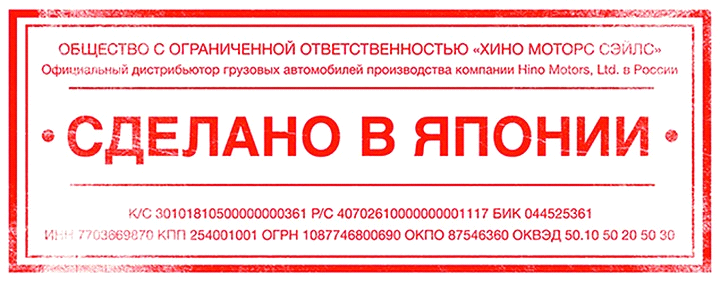 ОБЩЕСТВО С ОГРАНИЧЕННОЙ ОТВЕТСТВЕННОСТЬЮ «ХИНО МОТОРС СЭЙЛС»
Официальный дистрибьютор грузовых автомобилей производства компании Hino Motors, Ltd. в России
• СДЕЛАНО В ЯПОНИИ •
К/С 30101810500000000361 Р/С 40702610000000001117 БИК 044525361
ИНН 7703669870 КПП 254001001 ОГРН 1087746800690 ОКПО 87546360 ОКВЭД 50.10 50 20 50 30